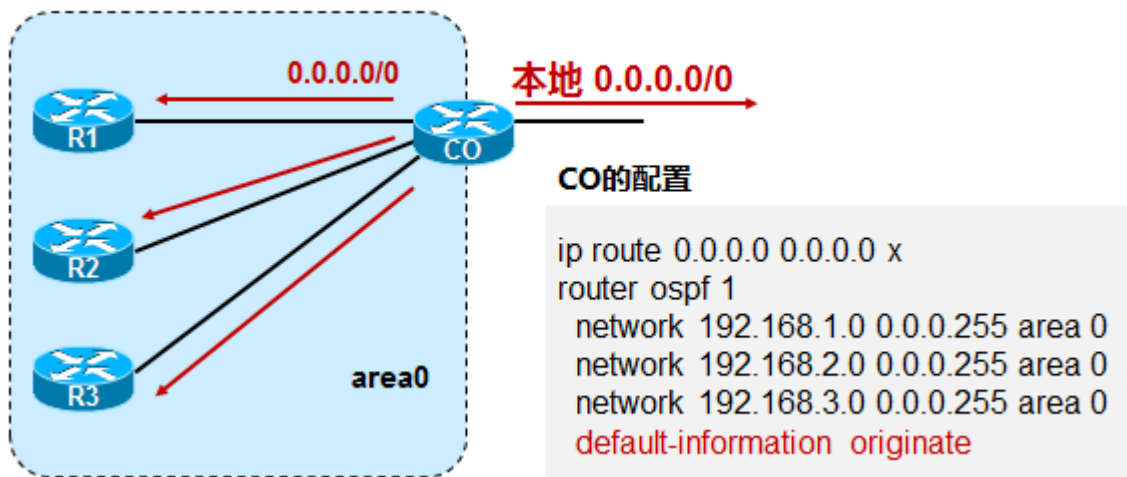 0.0.0.0/0
本地 0.0.0.0/0
R1
CO
R2
R3
area0
CO的配置
ip route 0.0.0.0 0.0.0.0 x
router ospf 1
network 192.168.1.0 0.0.0.255 area 0
network 192.168.2.0 0.0.0.255 area 0
network 192.168.3.0 0.0.0.255 area 0
default-information originate